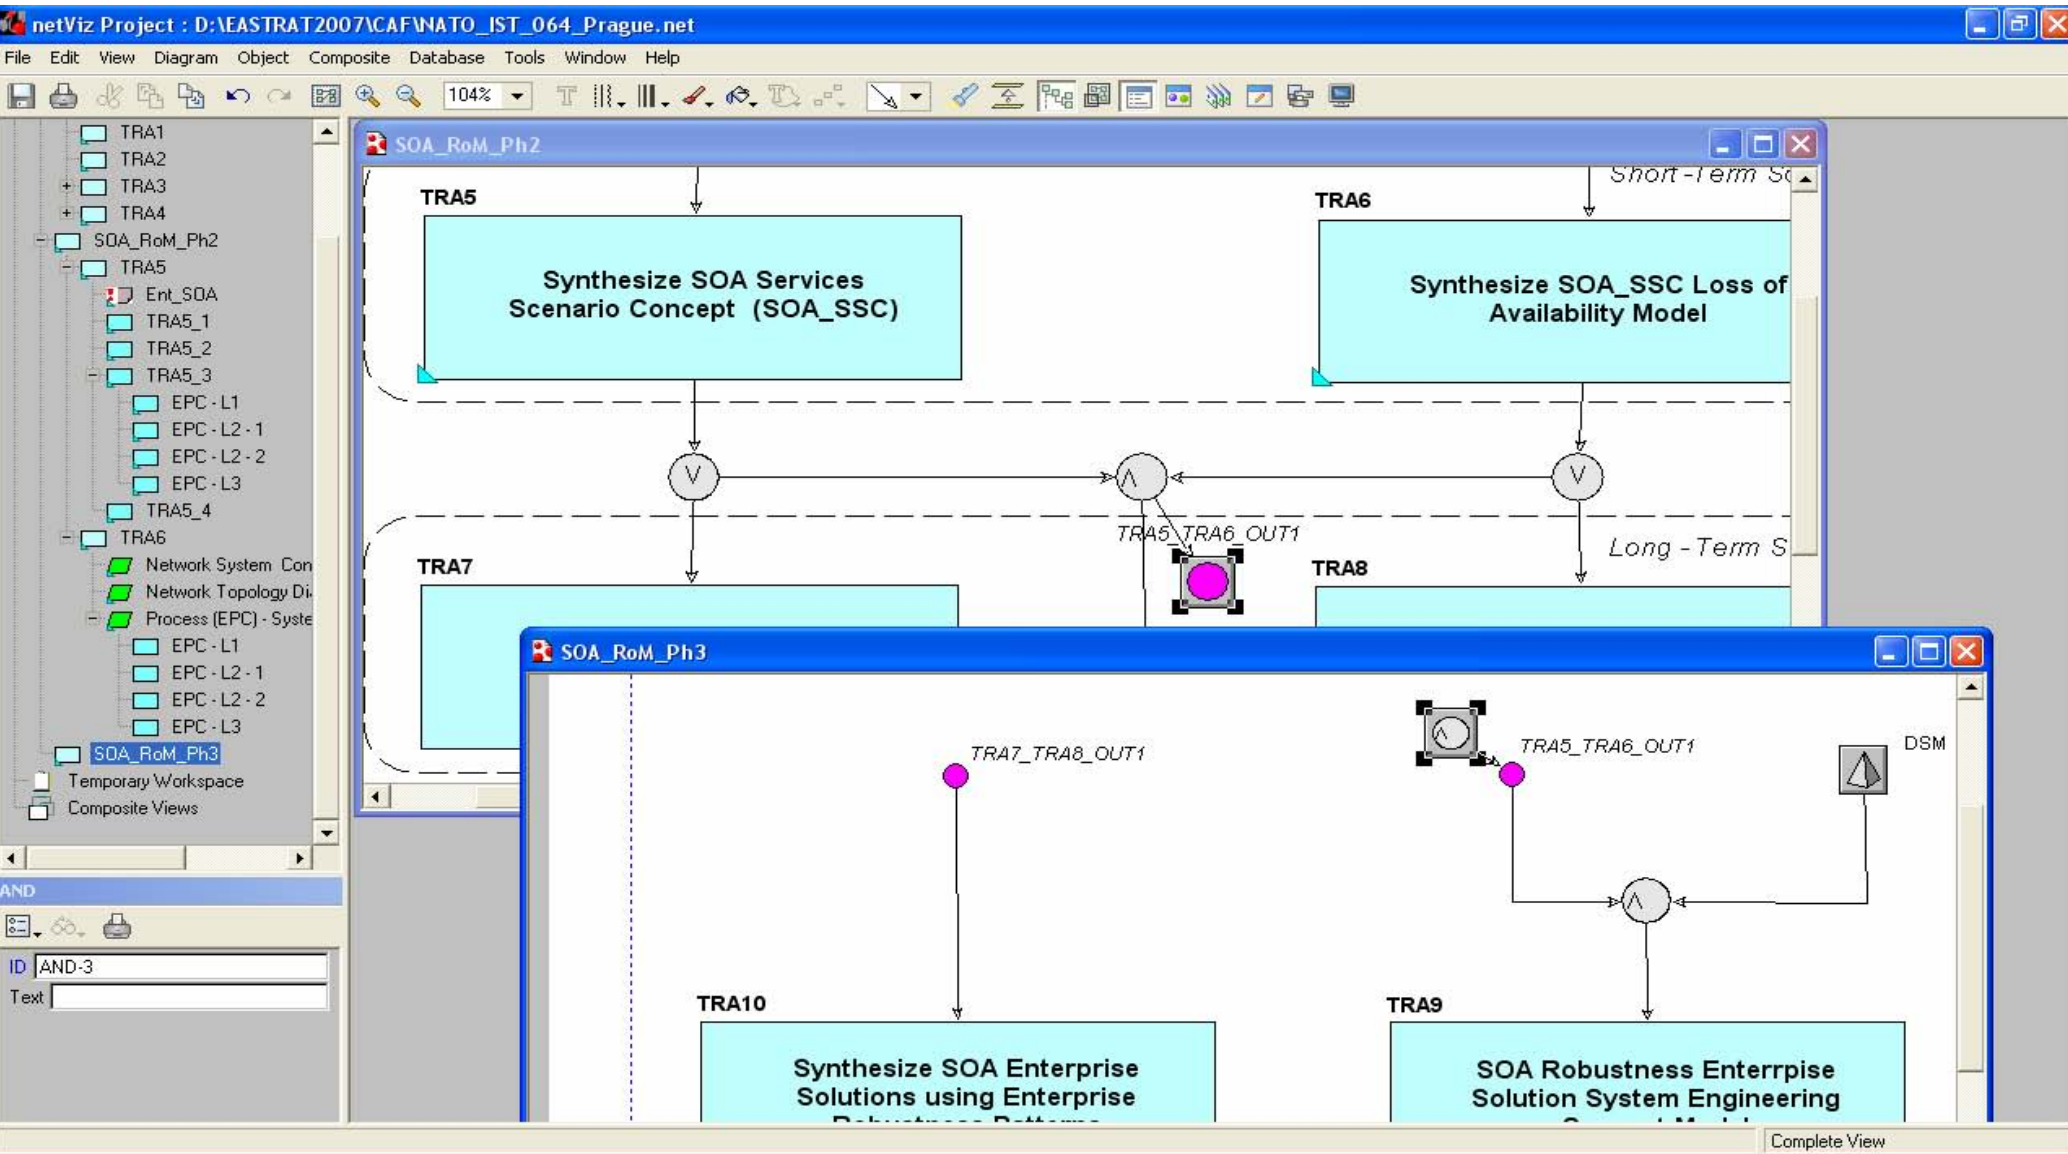 netViz Project : D:\EASTRAT2007\CAF\NATO_IST_064_Prague.net
File Edit View Diagram Object Composite Database Tools Window Help
104%
TRA1
TRA2
TRA3
TRA4
SOA_RoM_Ph2
TRA5
Ent_SOA
TRA5_1
TRA5_2
TRA5_3
EPC - L1
EPC - L2 - 1
EPC - L2 - 2
EPC - L3
TRA5_4
TRA6
Network System Con
Network Topology Di
Process (EPC) - Syste
EPC - L1
EPC - L2 - 1
EPC - L2 - 2
EPC - L3
SOA_RoM_Ph3
Temporary Workspace
Composite Views
AND
ID AND-3
Text
SOA_RoM_Ph2
Short - Term
TRA5
TRA6
Synthesize SOA Services
Scenario Concept (SOA_SSC)
Synthesize SOA_SSC Loss of
Availability Model
V
Λ
V
TRA5_TRA6_OUT1
Long - Term S
TRA7
TRA8
SOA_RoM_Ph3
TRA7_TRA8_OUT1
Λ
TRA5_TRA6_OUT1
DSM
Λ
TRA10
TRA9
Synthesize SOA Enterprise
Solutions using Enterprise
Robustness Patterns
SOA Robustness Enterrpise
Solution System Engineering
Complete View